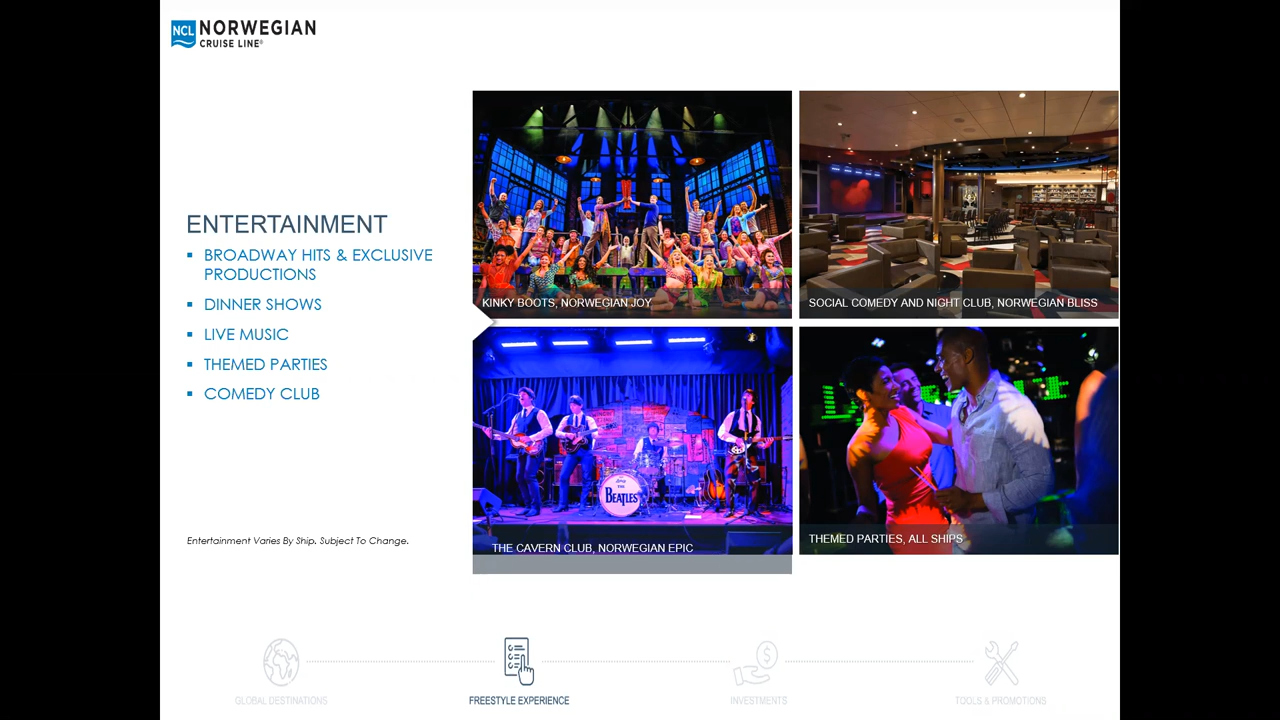 NCL NORWEGIAN
CRUISE LINE®
ENTERTAINMENT
▪ BROADWAY HITS & EXCLUSIVE
PRODUCTIONS
▪ DINNER SHOWS
▪ LIVE MUSIC
▪ THEMED PARTIES
▪ COMEDY CLUB
Entertainment Varies By Ship. Subject To Change.
KINKY BOOTS, NORWEGIAN JOY
SOCIAL COMEDY AND NIGHT CLUB, NORWEGIAN BLISS
THE
BEATLES
THE CAVERN CLUB, NORWEGIAN EPIC
THEMED PARTIES, ALL SHIPS
GLOBAL DESTINATIONS
FREESTYLE EXPERIENCE
INVESTMENTS
TOOLS & PROMOTIONS